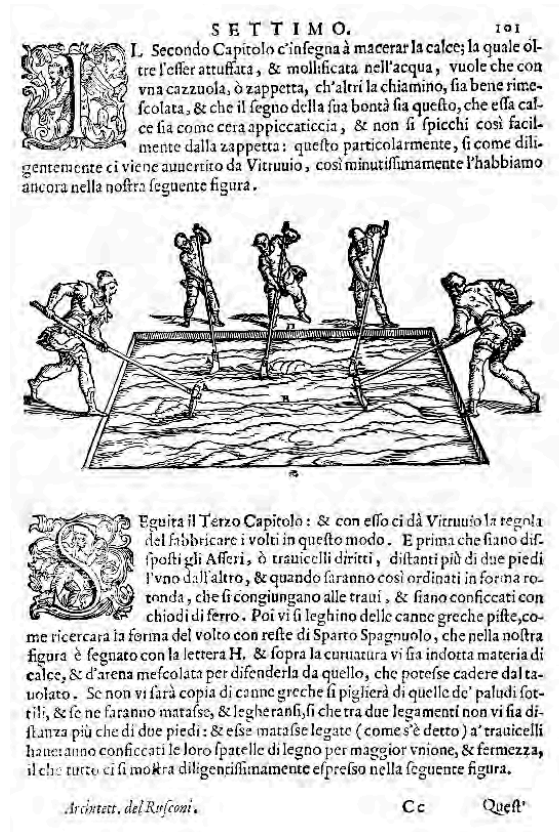 SETTIMO. 101
IL Secondo Capitolo c'insegna à macerar la calce; la quale ol-
tre l'esser attuffata, & mollificata nell'acqua, vuole che con
vna cazzuola, ò zappetta, ch'altri la chiamino, sia bene rime-
scolata, & che il segno della sua bontà sia questo, che essa cal-
ce sia come cera appiccaticcia, & non si spicchi così facil-
mente dalla zappetta: questo particolarmente, si come dili-
gentemente ci viene auuertito da Vitruuio, così minutissimamente l'habbiamo
ancora nella nostra seguente figura.
A
D
B
SEguita il Terzo Capitolo: & con esso ci dà Vitruuio la regola
del fabbricare i volti in questo modo. E prima che siano dis-
sposti gli Asseri, ò trauicelli diritti, distanti più di due piedi
l'vno dall'altro, & quando saranno così ordinati in forma ro-
tonda, che si congiungano alle traui, & siano conficcati con
chiodi di ferro. Poi vi si leghino delle canne greche piste, co-
me ricercarà la forma del volto con reste di Sparto Spagnuolo, che nella nostra
figura è segnato con la lettera H. & sopra la curuatura vi sia indotta materia di
calce, & d'arena mescolata per difenderla da quello, che potesse cadere dal ta-
uolato. Se non vi sarà copia di canne greche si piglierà di quelle de' paludi sot-
tili, & se ne faranno matasse, & legheransi, si che tra due legamenti non vi sia di-
stanza più che di due piedi: & esse matasse legate (come s'è detto) a' trauicelli
haueranno conficcati le loro spatelle di legno per maggior vnione, & fermezza,
il che tutto ci si mostra diligentissimamente espresso nella seguente figura.
Architett. del Rusconi. Cc Quest'